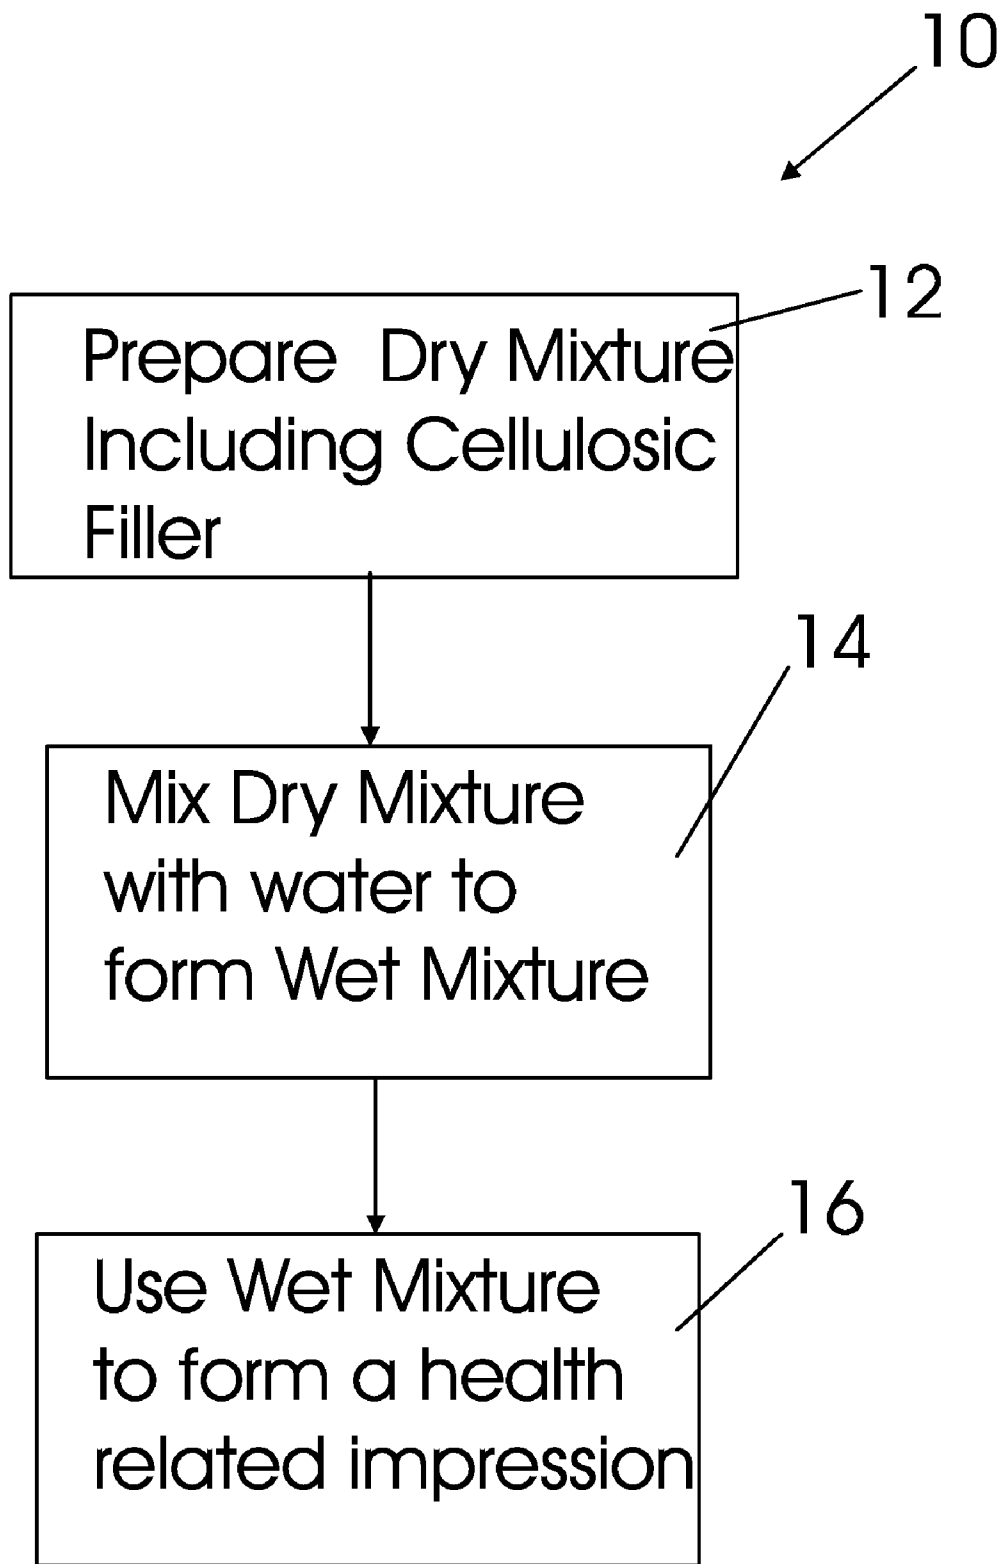 10
12
Prepare Dry Mixture
Including Cellulosic
Filler
14
Mix Dry Mixture
with water to
form Wet Mixture
16
Use Wet Mixture
to form a health
related impression